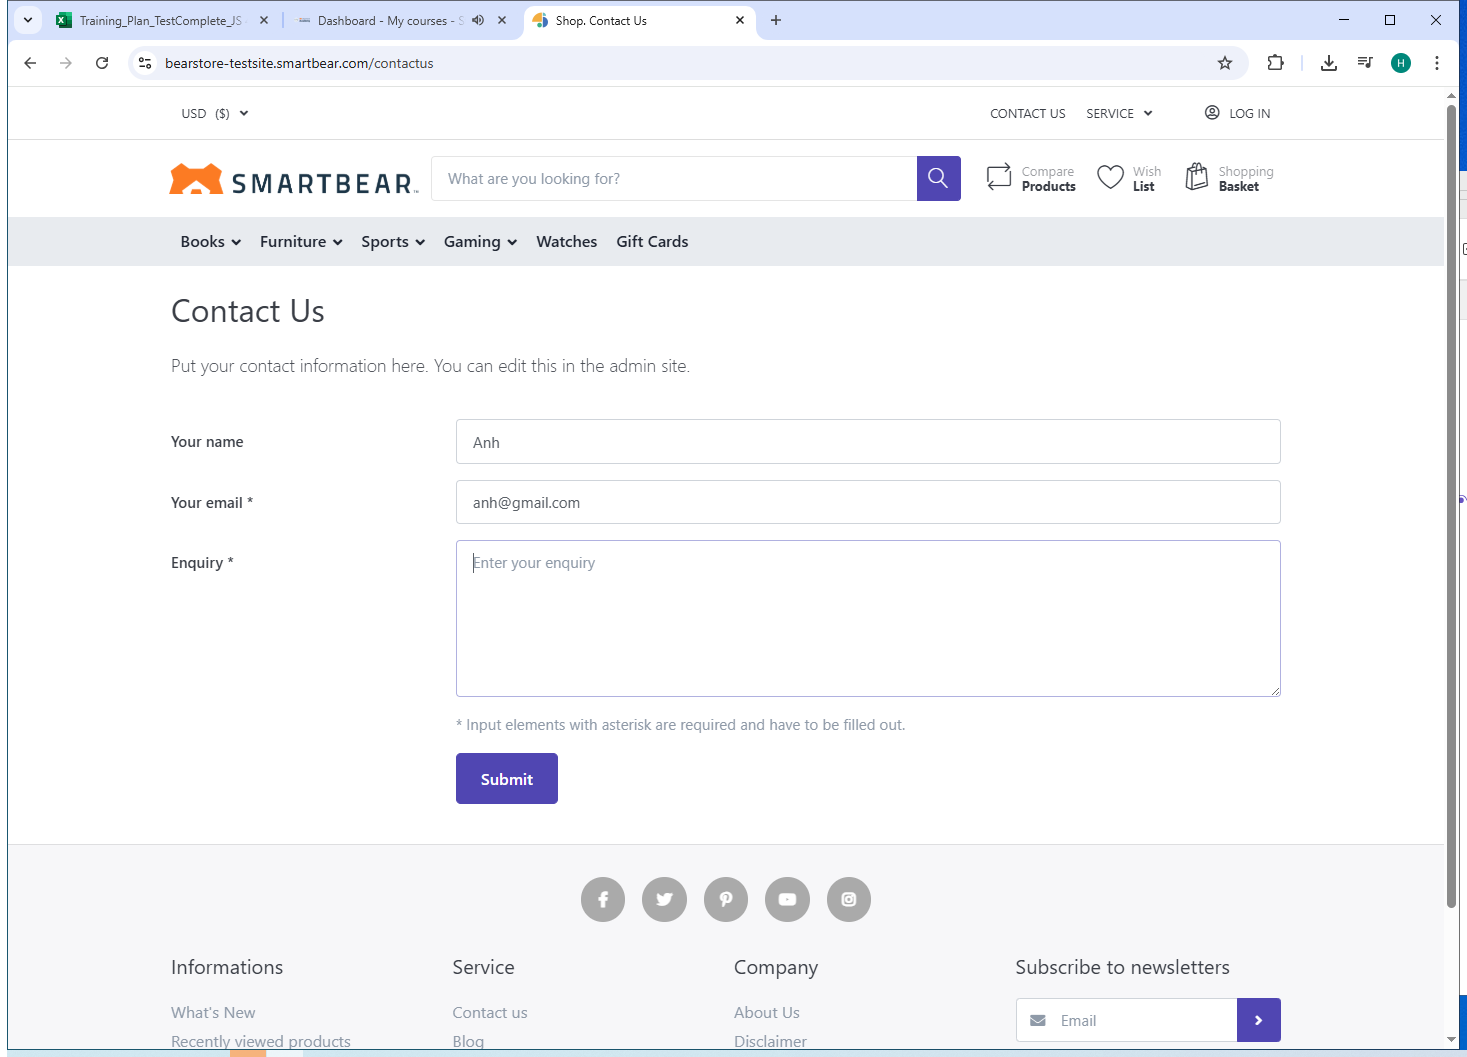 Training_Plan_TestComplete_JS
Dashboard - My courses - S
Shop. Contact Us
bearstore-testsite.smartbear.com/contactus
H
USD ($)
CONTACT US
SERVICE
LOG IN
SMARTBEAR
What are you looking for?
Compare
Products
Wish
List
Shopping
Basket
Books
Furniture
Sports
Gaming
Watches
Gift Cards
Contact Us
Put your contact information here. You can edit this in the admin site.
Your name
Anh
Your email *
anh@gmail.com
Enquiry *
Enter your enquiry
* Input elements with asterisk are required and have to be filled out.
Submit
Informations
Service
Company
Subscribe to newsletters
What's New
Contact us
About Us
Email
Recently viewed products
Blog
Disclaimer